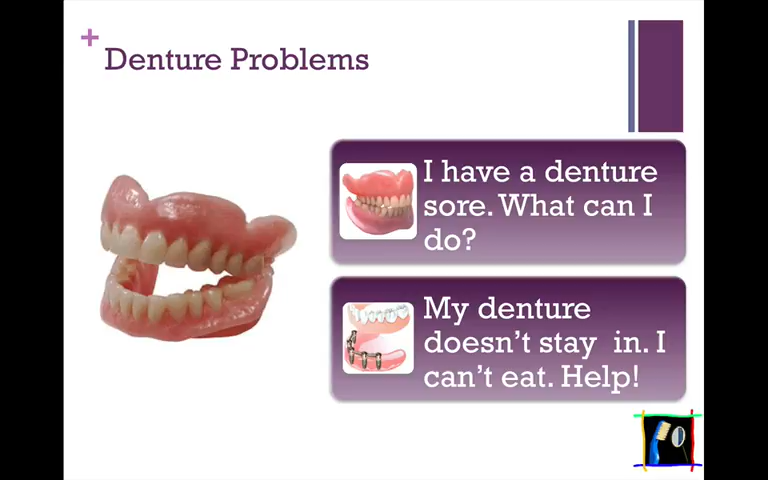 +
Denture Problems
I have a denture
sore. What can I
do?
My denture
doesn't stay  in. I
can't eat. Help!